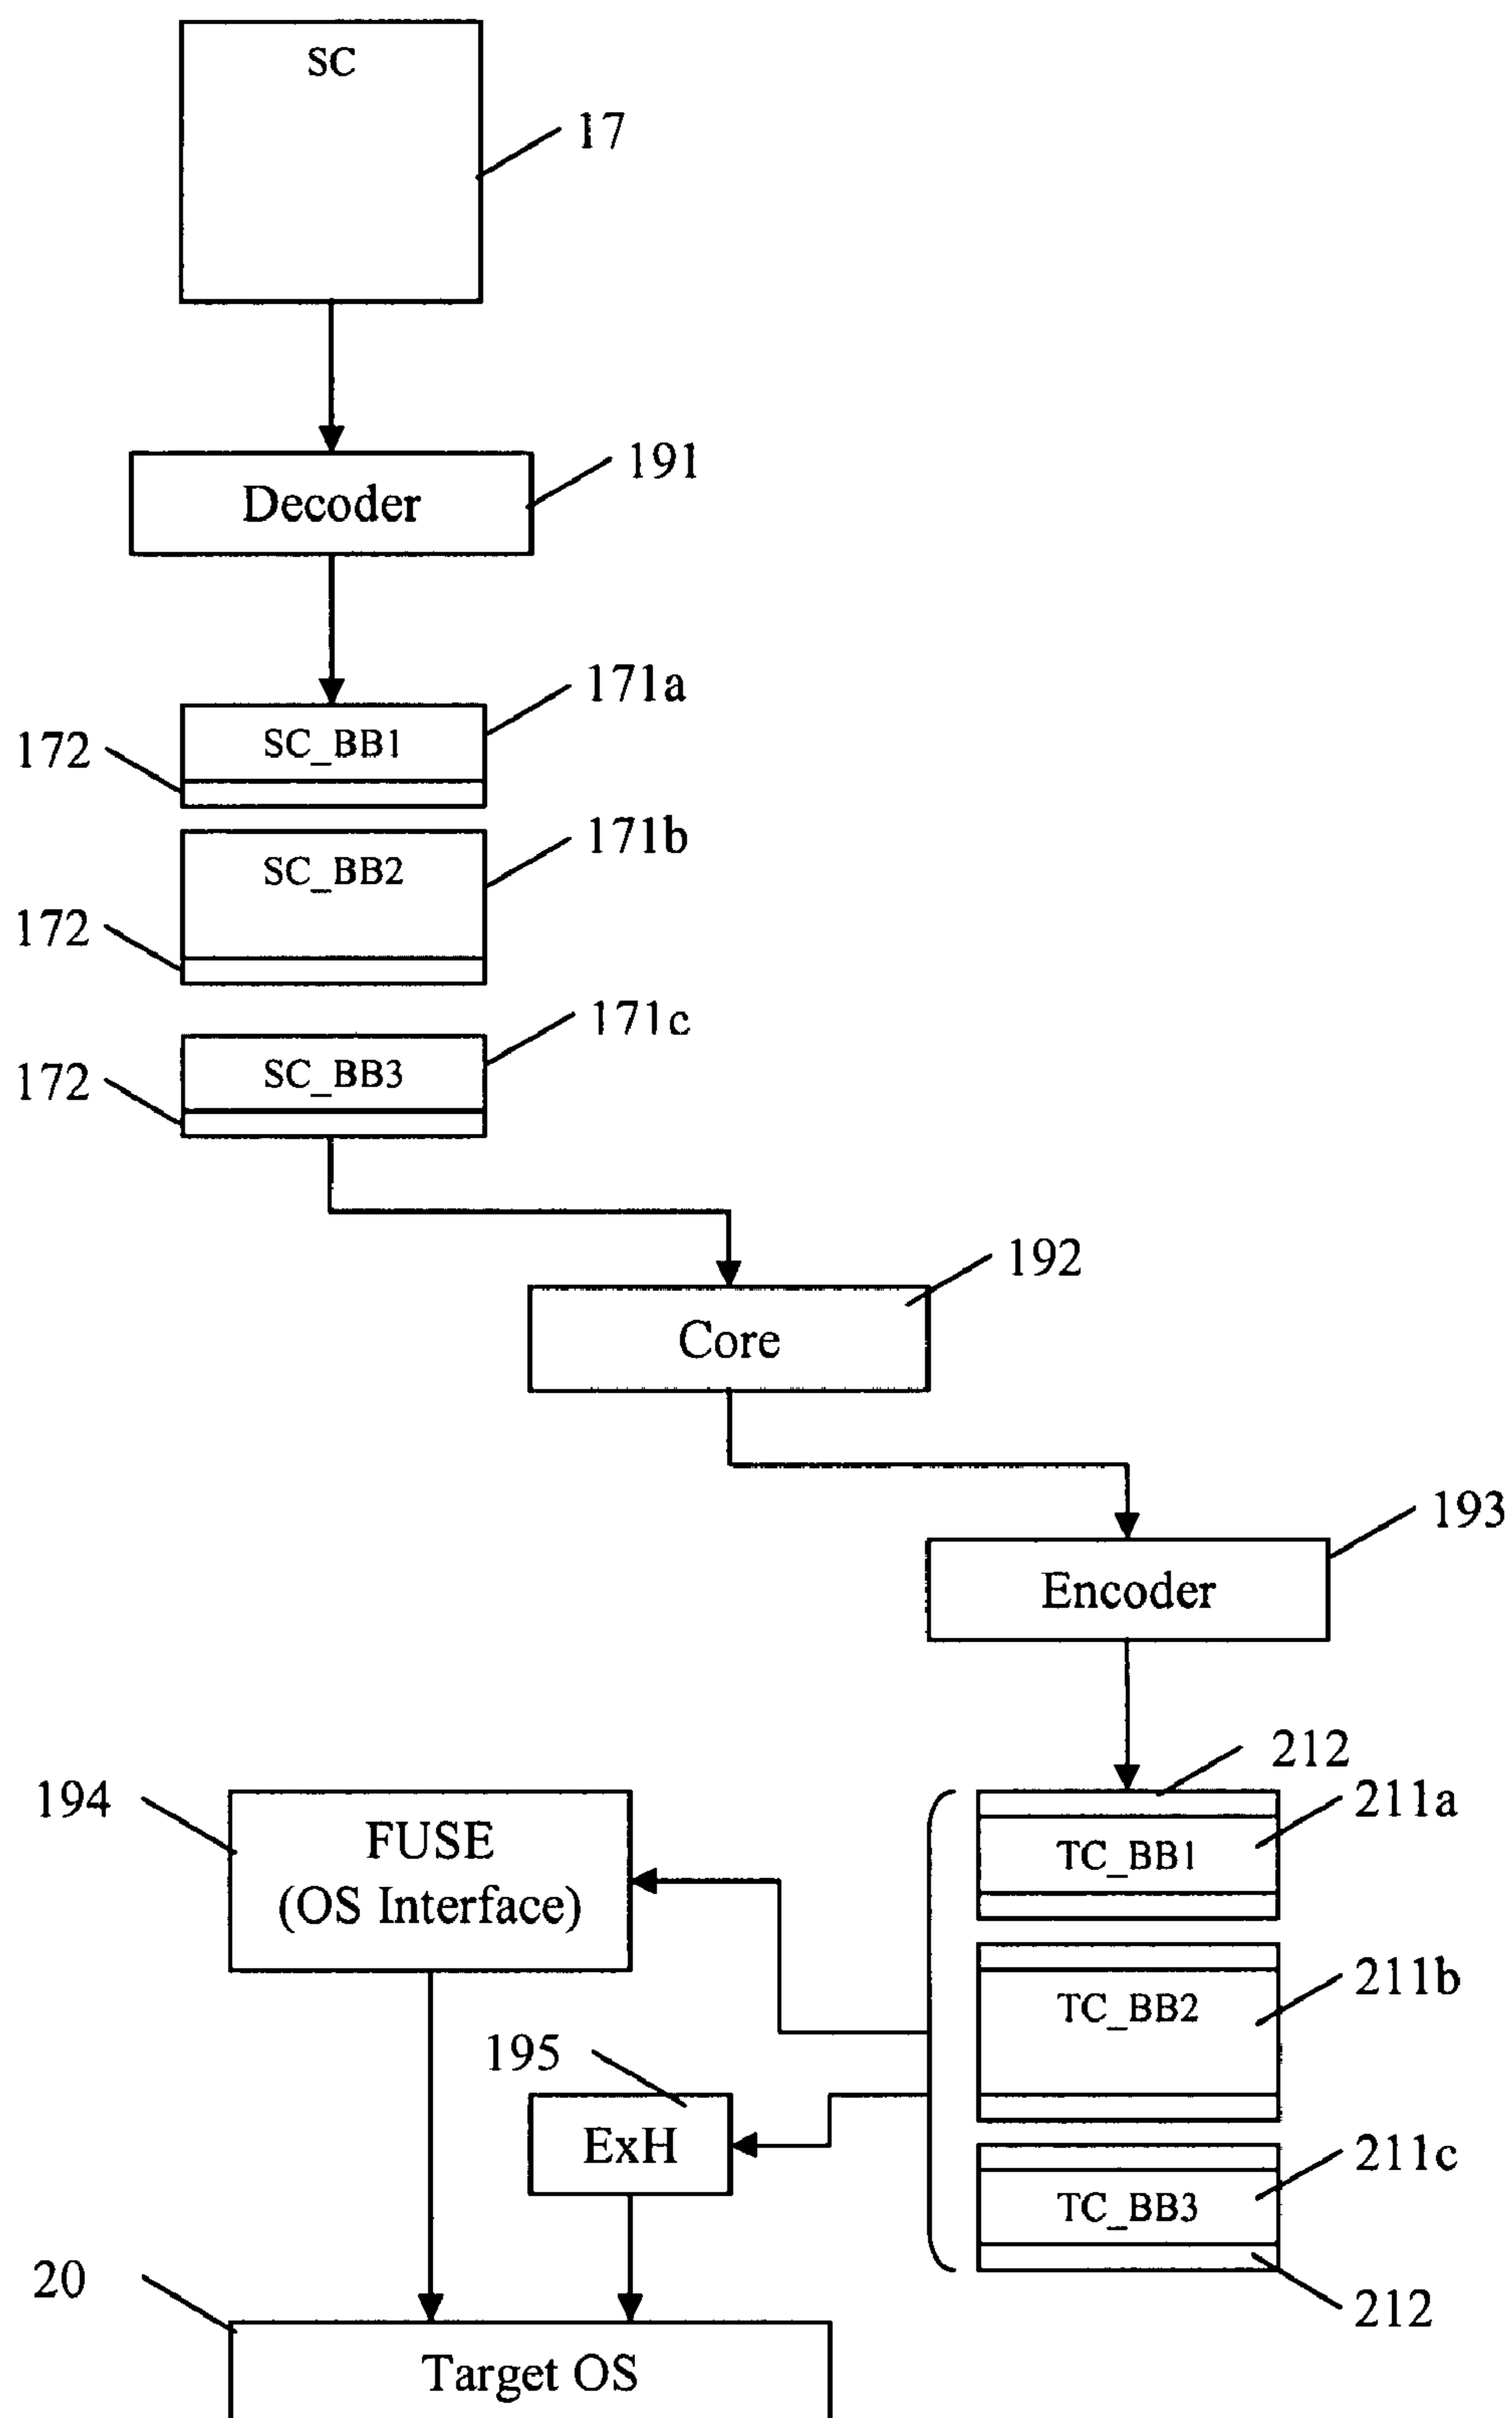 SC
17
191
Decoder
171a
SC_BB1
172
171b
SC_BB2
172
171c
SC_BB3
172
192
Core
193
Encoder
212
194
211a
FUSE
(OS Interface)
TC_BB1
211b
TC_BB2
195
ExH
211c
TC_BB3
20
212
Target OS